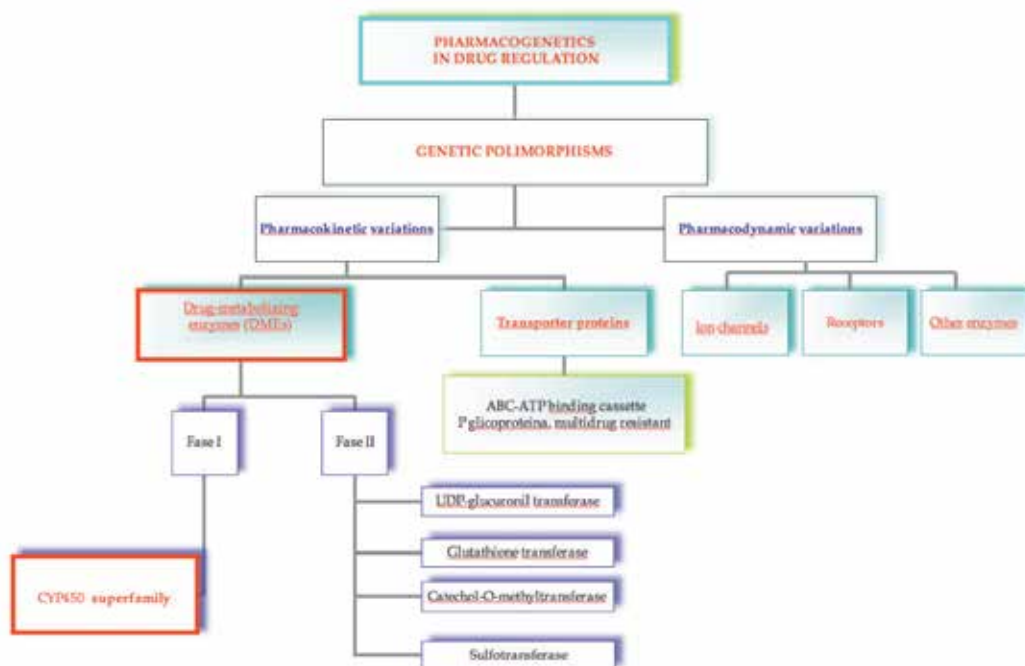 PHARMACOGENETICS
IN DRUG REGULATION
GENETIC POLIMORPHISMS
Pharmacokinetic variations
Pharmacodynamic variations
Drug-metabolizing
enzymes (DMEs)
Transporter proteins
Ion channels
Receptors
Other enzymes
ABC-ATP binding cassette
P glicoproteina, multidrug resistant
Fase I
Fase II
UDP-glucuronil transferase
Glutathione transferase
Catechol-O-methyltransferase
CYP450 superfamily
Sulfotransferase